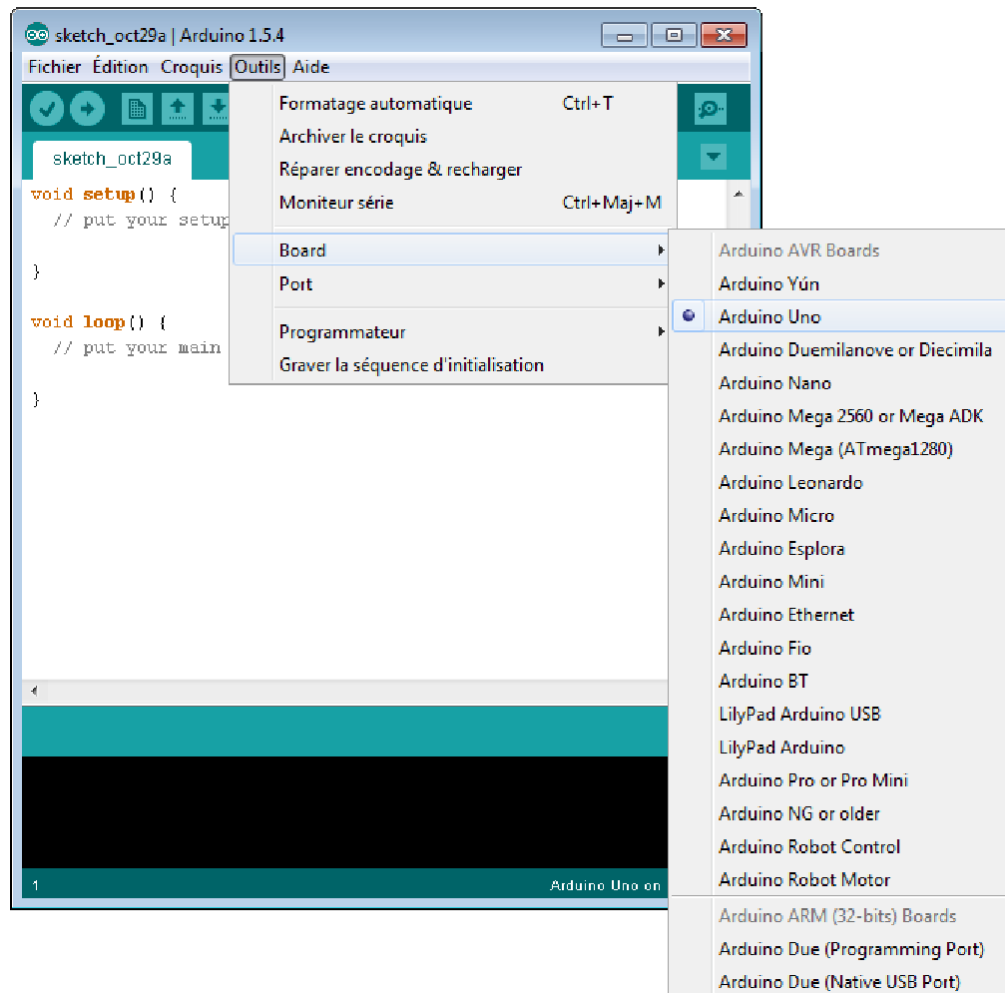 sketch_oct29a | Arduino 1.5.4
Fichier Édition Croquis Outils Aide
Formatage automatique Ctrl+T
Archiver le croquis
Réparer encodage & recharger
Moniteur série Ctrl+Maj+M
Board
Port
Programmateur
Graver la séquence d'initialisation
sketch_oct29a
void setup() {
// put your setup
}
void loop() {
// put your main
}
Arduino AVR Boards
Arduino Yún
Arduino Uno
Arduino Duemilanove or Diecimila
Arduino Nano
Arduino Mega 2560 or Mega ADK
Arduino Mega (ATmega1280)
Arduino Leonardo
Arduino Micro
Arduino Esplora
Arduino Mini
Arduino Ethernet
Arduino Fio
Arduino BT
LilyPad Arduino USB
LilyPad Arduino
Arduino Pro or Pro Mini
Arduino NG or older
Arduino Robot Control
Arduino Robot Motor
Arduino ARM (32-bits) Boards
Arduino Due (Programming Port)
Arduino Due (Native USB Port)
1 Arduino Uno on